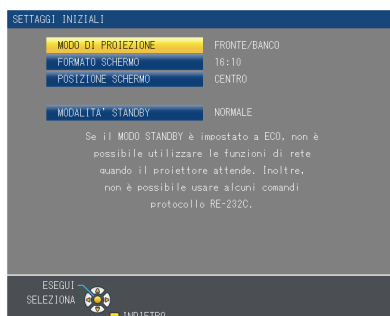 SETTAGGI INIZIALI
MODO DI PROIEZIONE FRONTE/BANCO
FORMATO SCHERMO 16:10
POSIZIONE SCHERMO CENTRO
MODALITA' STANDBY NORMALE
Se il MODO STANDBY è impostato a ECO, non è
possibile utilizzare le funzioni di rete
quando il proiettore attende. Inoltre,
non è possibile usare alcuni comandi
protocollo RE-232C.
ESEGUI
SELEZIONA
INDIETRO